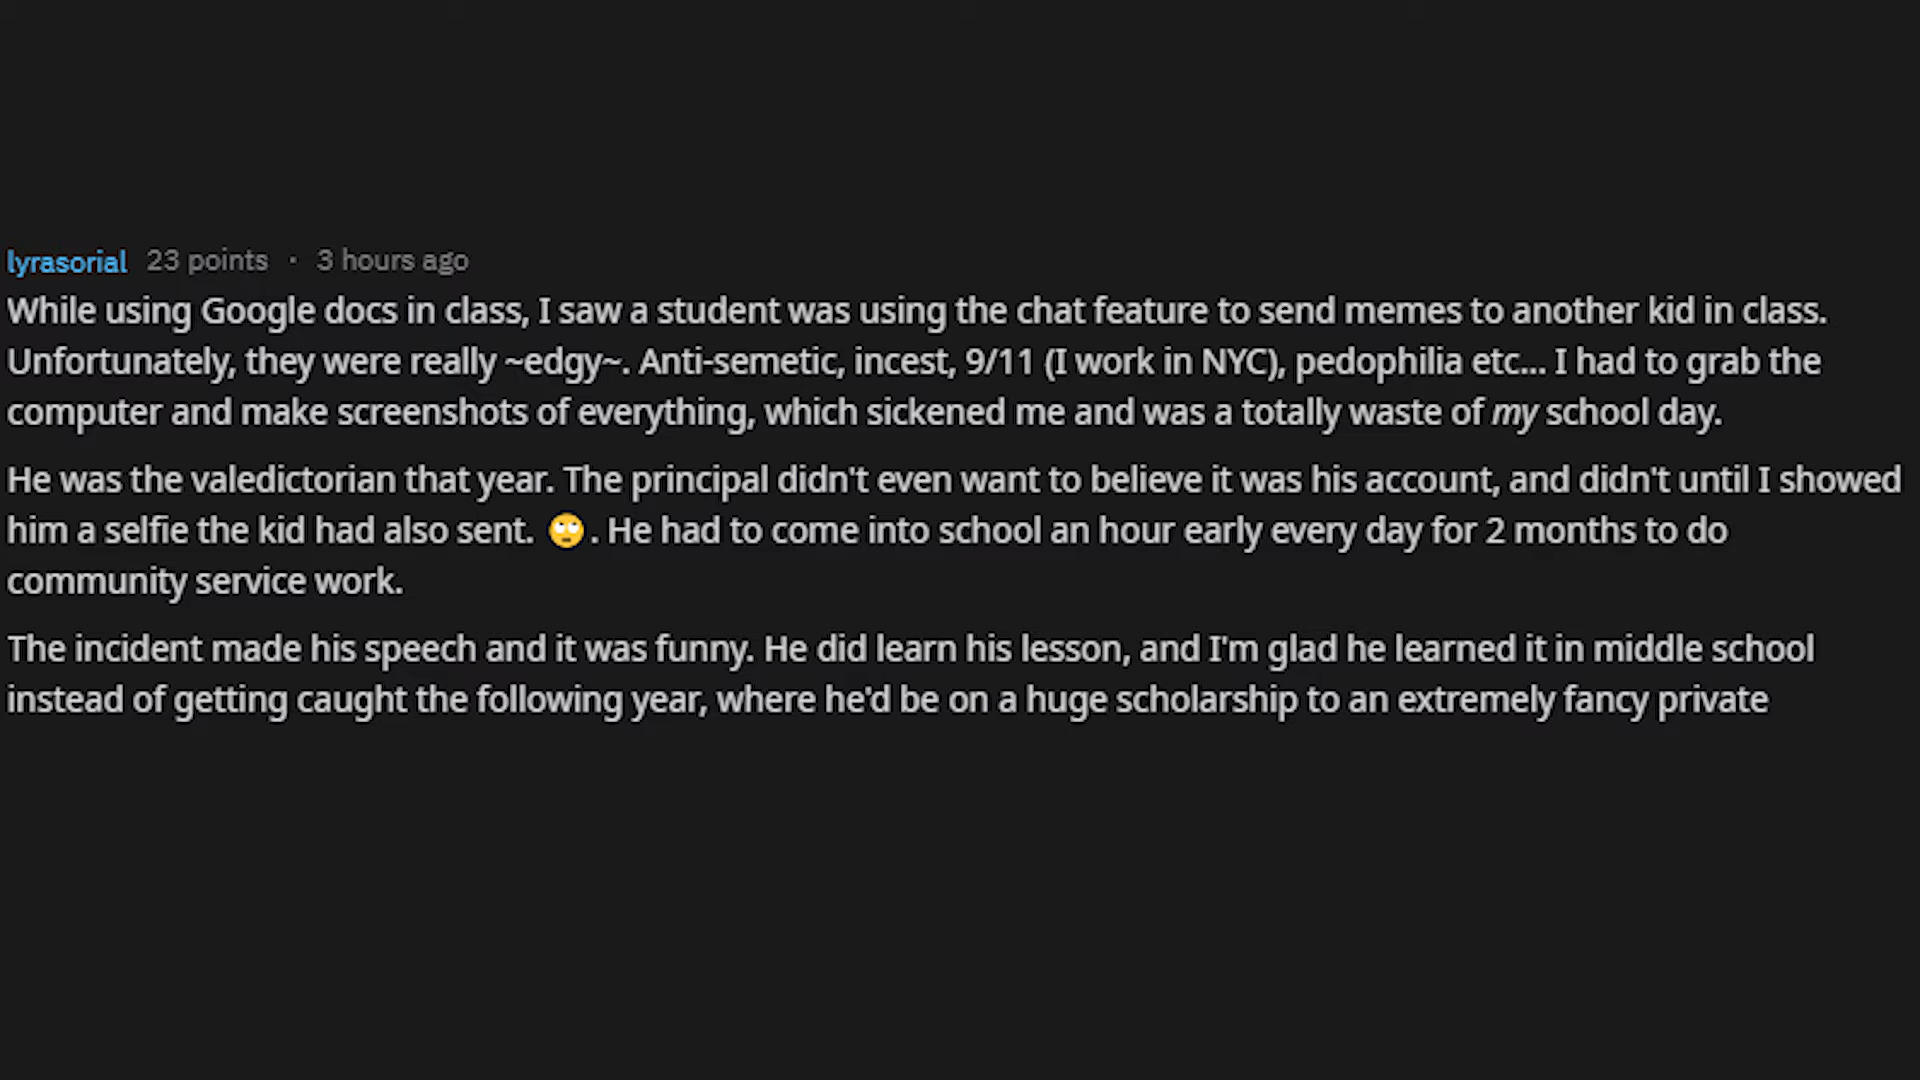 lyrasorial 23 points · 3 hours ago
While using Google docs in class, I saw a student was using the chat feature to send memes to another kid in class.
Unfortunately, they were really ~edgy~. Anti-semetic, incest, 9/11 (I work in NYC), pedophilia etc... I had to grab the
computer and make screenshots of everything, which sickened me and was a totally waste of my school day.
He was the valedictorian that year. The principal didn't even want to believe it was his account, and didn't until I showed
him a selfie the kid had also sent. 🙄. He had to come into school an hour early every day for 2 months to do
community service work.
The incident made his speech and it was funny. He did learn his lesson, and I'm glad he learned it in middle school
instead of getting caught the following year, where he'd be on a huge scholarship to an extremely fancy private